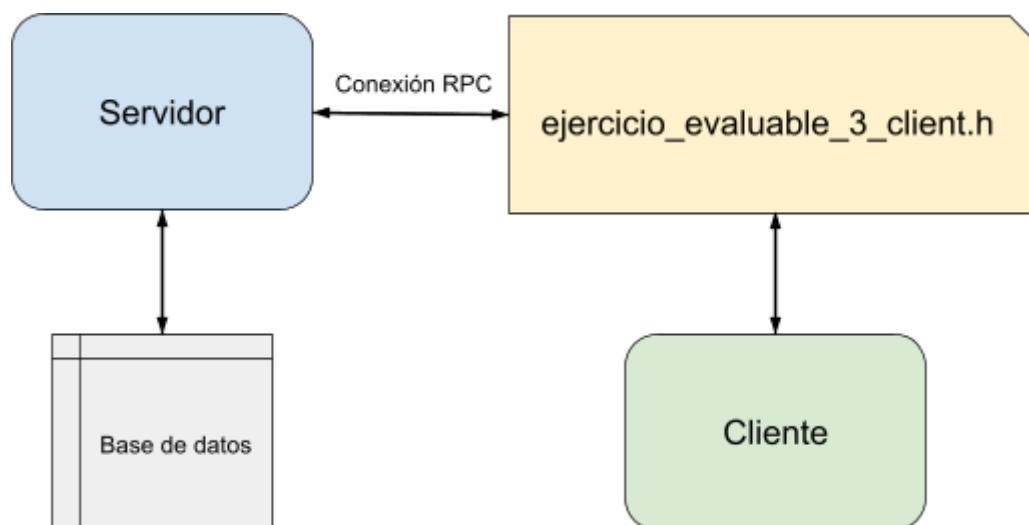 Servidor
Conexión RPC
ejercicio_evaluable_3_client.h
Base de datos
Cliente